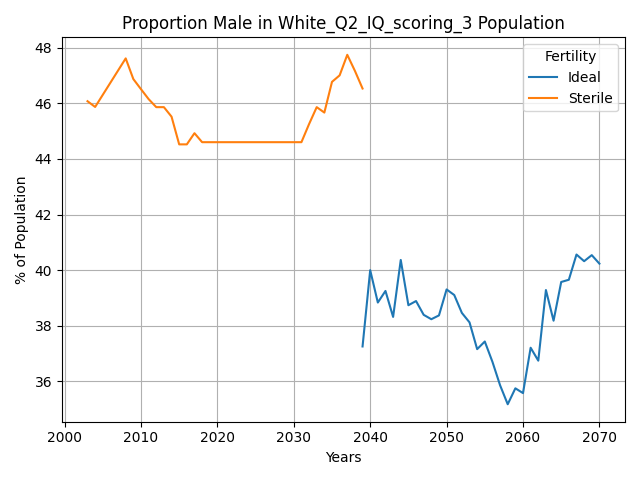 Proportion Male in White_Q2_IQ_scoring_3 Population
% of Population
48
46
44
42
40
38
36
Fertility
Ideal
Sterile
2000 2010 2020 2030 2040 2050 2060 2070
Years